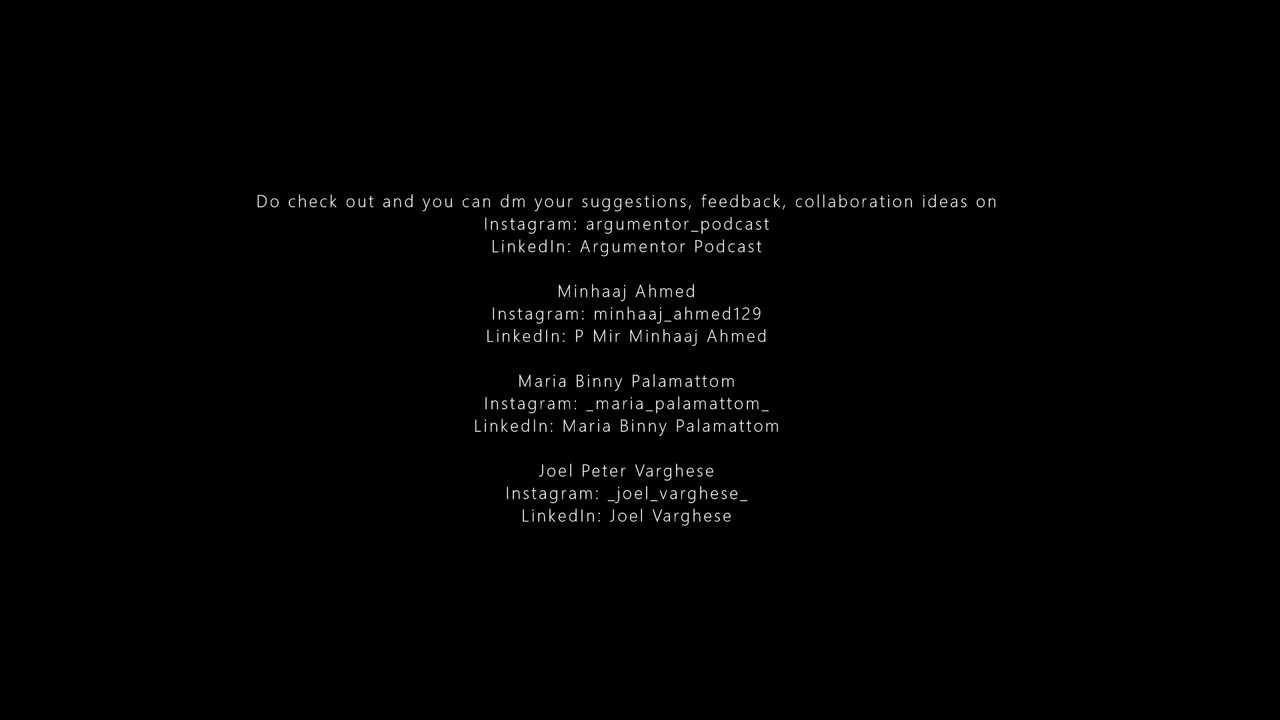 Do check out and you can dm your suggestions, feedback, collaboration ideas on
Instagram: argumentor_podcast
LinkedIn: Argumentor Podcast
Minhaaj Ahmed
Instagram: minhaaj_ahmed129
LinkedIn: P Mir Minhaaj Ahmed
Maria Binny Palamattom
Instagram: _maria_palamattom_
LinkedIn: Maria Binny Palamattom
Joel Peter Varghese
Instagram: _joel_varghese_
LinkedIn: Joel Varghese